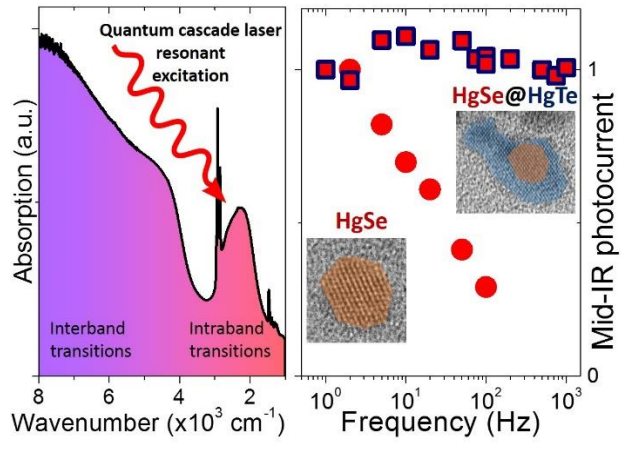 Quantum cascade laser
resonant
excitation
Absorption (a.u.)
Interband
transitions
Intraband
transitions
8 6 4 2
Wavenumber (x10³ cm⁻¹)
HgSe@HgTe
HgSe
1
0
Mid-IR photocurrent
10⁰ 10¹ 10² 10³
Frequency (Hz)